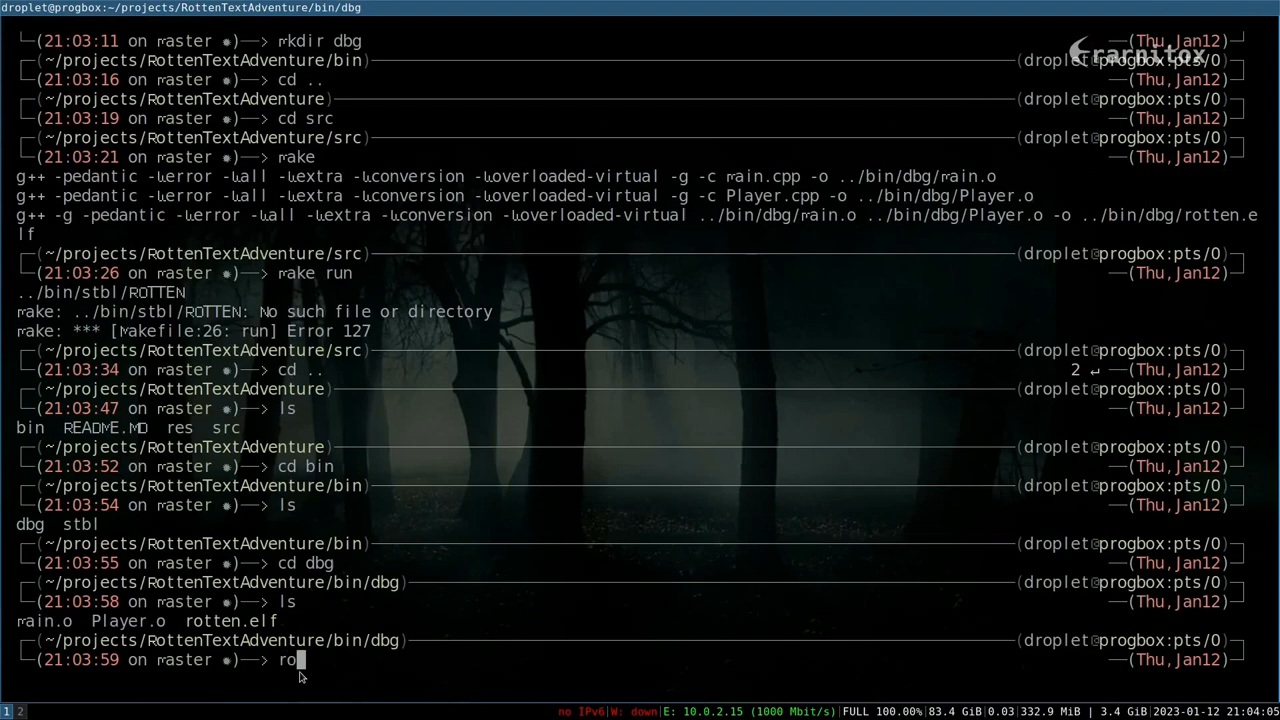 droplet@progbox:~/projects/RottenTextAdventure/bin/dbg
(21:03:11 on master ✹)──> mkdir dbg ──(Thu,Jan12)
(~/projects/RottenTextAdventure/bin) (droplet@progbox:pts/0)
(21:03:16 on master ✹)──> cd .. ──(Thu,Jan12)
(~/projects/RottenTextAdventure) (droplet@progbox:pts/0)
(21:03:19 on master ✹)──> cd src ──(Thu,Jan12)
(~/projects/RottenTextAdventure/src) (droplet@progbox:pts/0)
(21:03:21 on master ✹)──> make ──(Thu,Jan12)
g++ -pedantic -Werror -Wall -Wextra -Wconversion -Woverloaded-virtual -g -c main.cpp -o ../bin/dbg/main.o
g++ -pedantic -Werror -Wall -Wextra -Wconversion -Woverloaded-virtual -g -c Player.cpp -o ../bin/dbg/Player.o
g++ -g -pedantic -Werror -Wall -Wextra -Wconversion -Woverloaded-virtual ../bin/dbg/main.o ../bin/dbg/Player.o -o ../bin/dbg/rotten.e
lf
(~/projects/RottenTextAdventure/src) (droplet@progbox:pts/0)
(21:03:26 on master ✹)──> make run ──(Thu,Jan12)
../bin/stbl/ROTTEN
make: ../bin/stbl/ROTTEN: No such file or directory
make: *** [Makefile:26: run] Error 127
(~/projects/RottenTextAdventure/src) (droplet@progbox:pts/0)
(21:03:34 on master ✹)──> cd .. 2 ↵ ──(Thu,Jan12)
(~/projects/RottenTextAdventure) (droplet@progbox:pts/0)
(21:03:47 on master ✹)──> ls ──(Thu,Jan12)
bin README.MD res src
(~/projects/RottenTextAdventure) (droplet@progbox:pts/0)
(21:03:52 on master ✹)──> cd bin ──(Thu,Jan12)
(~/projects/RottenTextAdventure/bin) (droplet@progbox:pts/0)
(21:03:54 on master ✹)──> ls ──(Thu,Jan12)
dbg stbl
(~/projects/RottenTextAdventure/bin) (droplet@progbox:pts/0)
(21:03:55 on master ✹)──> cd dbg ──(Thu,Jan12)
(~/projects/RottenTextAdventure/bin/dbg) (droplet@progbox:pts/0)
(21:03:58 on master ✹)──> ls ──(Thu,Jan12)
main.o Player.o rotten.elf
(~/projects/RottenTextAdventure/bin/dbg) (droplet@progbox:pts/0)
(21:03:59 on master ✹)──> ro ──(Thu,Jan12)
1 2 no IPv6|W: down|E: 10.0.2.15 (1000 Mbit/s)|FULL 100.00%|83.4 GiB|0.03|332.9 MiB | 3.4 GiB|2023-01-12 21:04:05